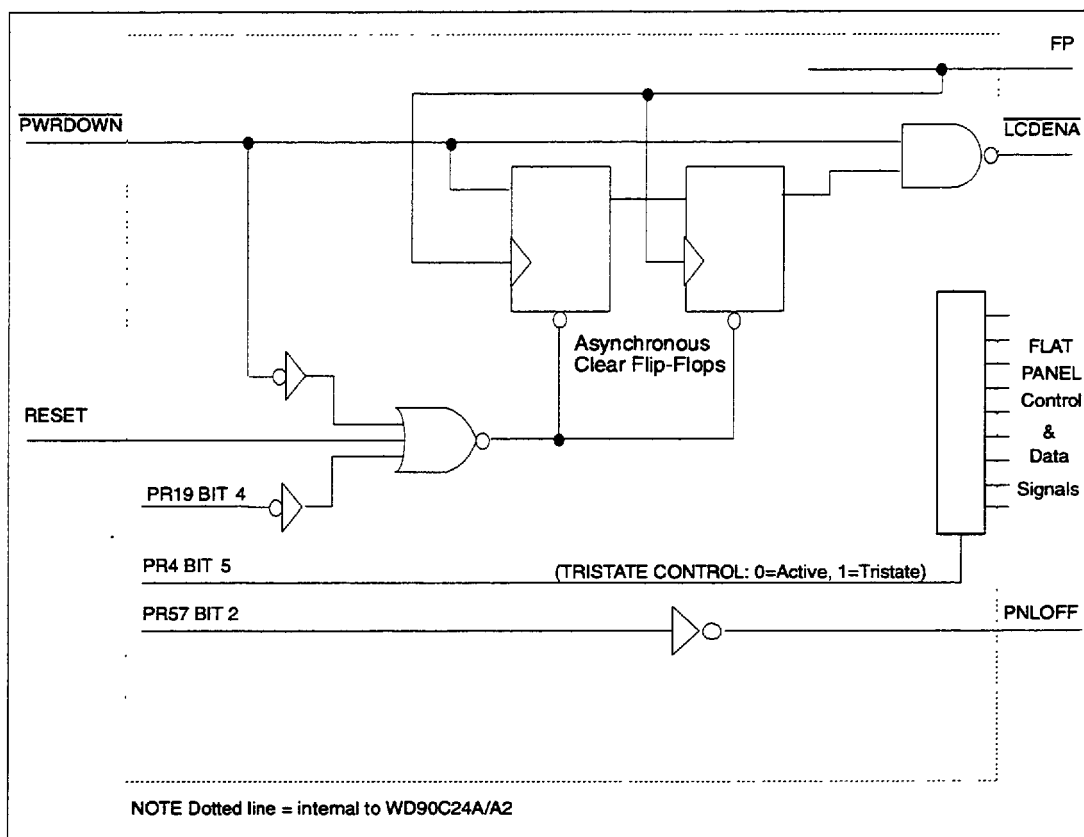 FP
PWRDOWN
LCDENA
Asynchronous
Clear Flip-Flops
FLAT
PANEL
Control
&
Data
Signals
RESET
PR19 BIT 4
PR4 BIT 5
(TRISTATE CONTROL: 0=Active, 1=Tristate)
PR57 BIT 2
PNLOFF
NOTE Dotted line = internal to WD90C24A/A2